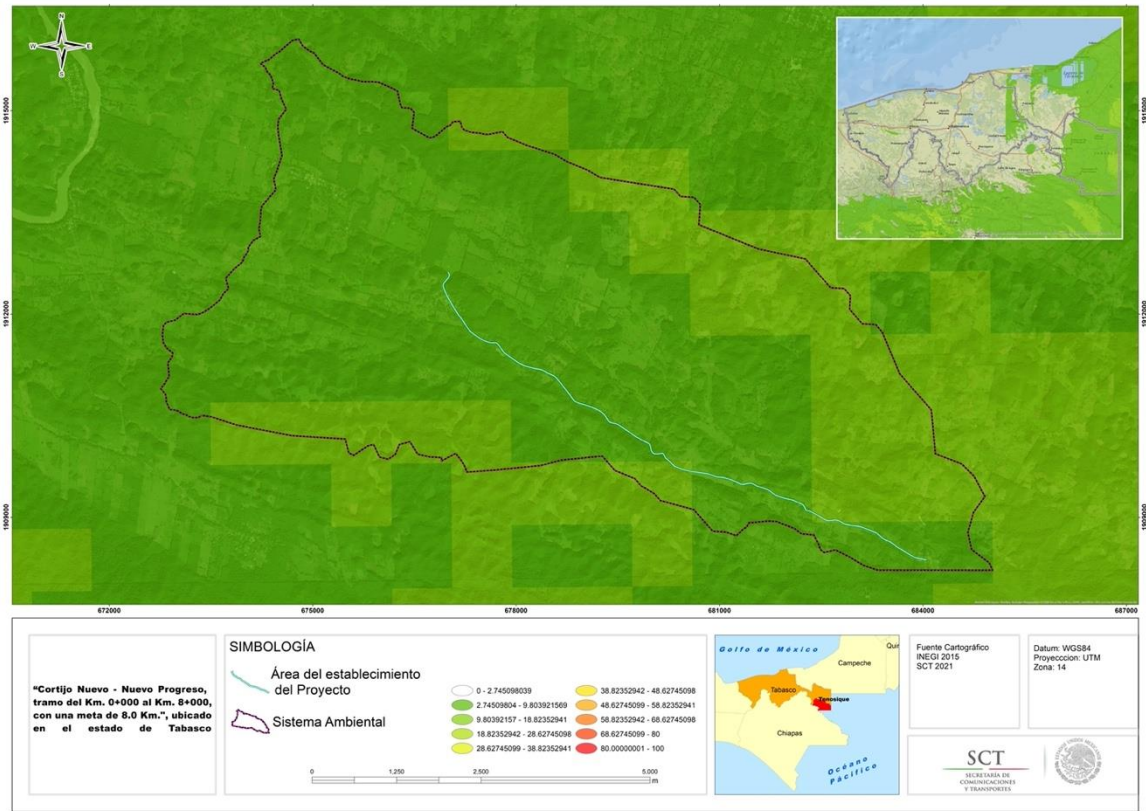 N
W
E
S
1915000
1915000
1912000
1912000
1909000
1909000
672000
675000
678000
681000
684000
687000
"Cortijo Nuevo - Nuevo Progreso,
tramo del Km. 0+000 al Km. 8+000,
con una meta de 8.0 Km.", ubicado
en el estado de Tabasco
SIMBOLOGÍA
Área del establecimiento
del Proyecto
Sistema Ambiental
0 - 2.745098039
2.74509804 - 9.803921569
9.80392157 - 18.82352941
18.82352942 - 28.62745098
28.62745099 - 38.82352941
38.82352942 - 48.62745098
48.62745099 - 58.82352941
58.82352942 - 68.62745098
68.62745099 - 80
80.00000001 - 100
0
1,250
2,500
5,000
m
Golfo de México
Quin
Campeche
Tabasco
Tenosique
Chiapas
Océano
Pácifico
Fuente Cartográfico
INEGI 2015
SCT 2021
Datum: WGS84
Proyecccion: UTM
Zona: 14
SCT
SECRETARÍA DE
COMUNICACIONES
Y TRANSPORTES